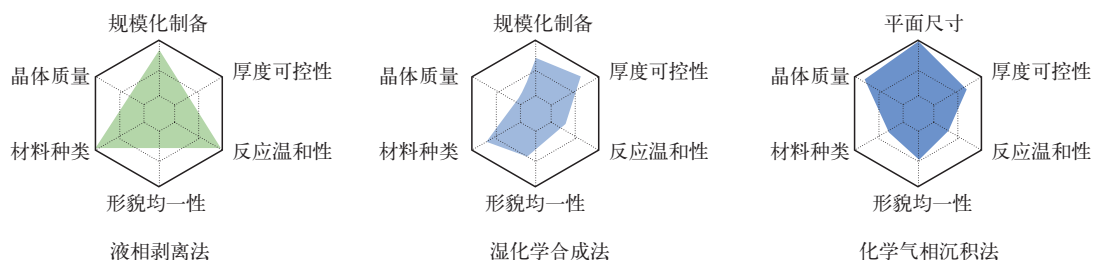 规模化制备
厚度可控性
晶体质量
材料种类
反应温和性
形貌均一性
液相剥离法
规模化制备
厚度可控性
晶体质量
材料种类
反应温和性
形貌均一性
湿化学合成法
平面尺寸
厚度可控性
晶体质量
材料种类
反应温和性
形貌均一性
化学气相沉积法